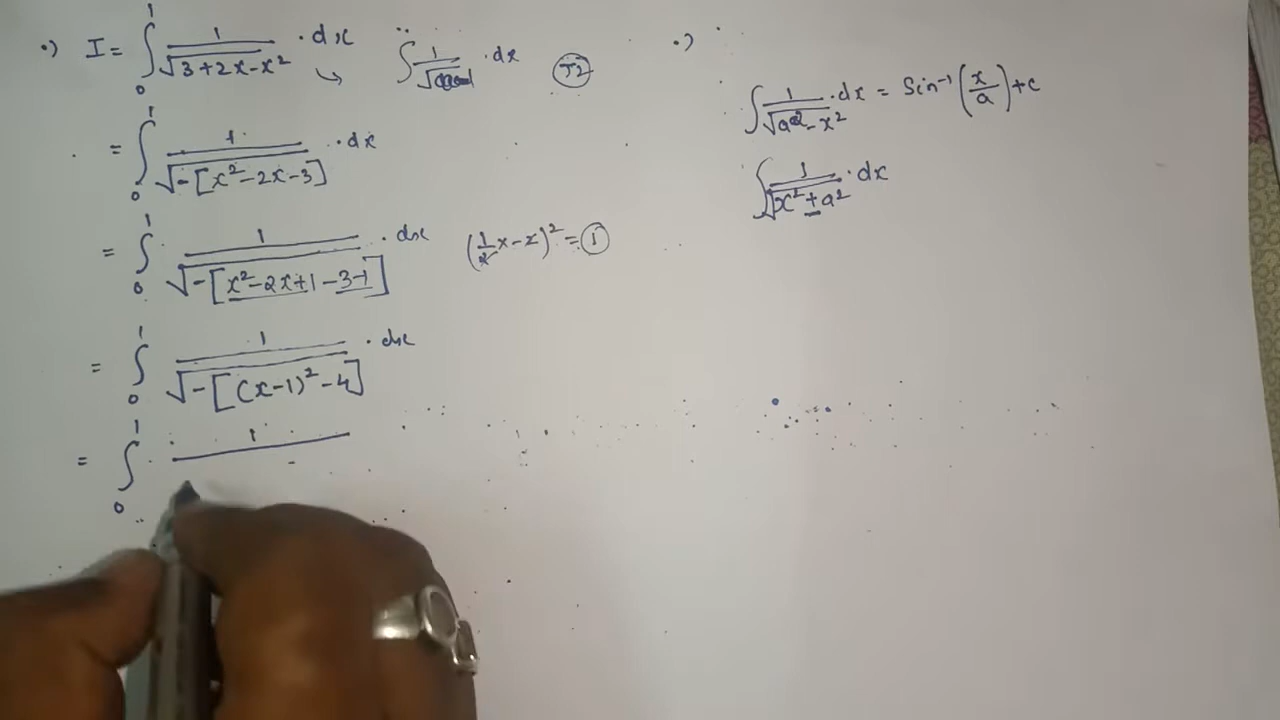 •) I = ∫₀¹ 1/√(3+2x-x²) · dx
∫ 1/√ · dx
= ∫₀¹ 1/√(-[x²-2x-3]) · dx
= ∫₀¹ 1/√(-[x²-2x+1-3-1]) · dx (1/2 x-2)² = 1
= ∫₀¹ 1/√(-[(x-1)²-4]) · dx
= ∫₀¹ 1/
•)
∫ 1/√(a²-x²) · dx = Sin⁻¹(x/a)+c
∫ 1/√(x²+a²) · dx